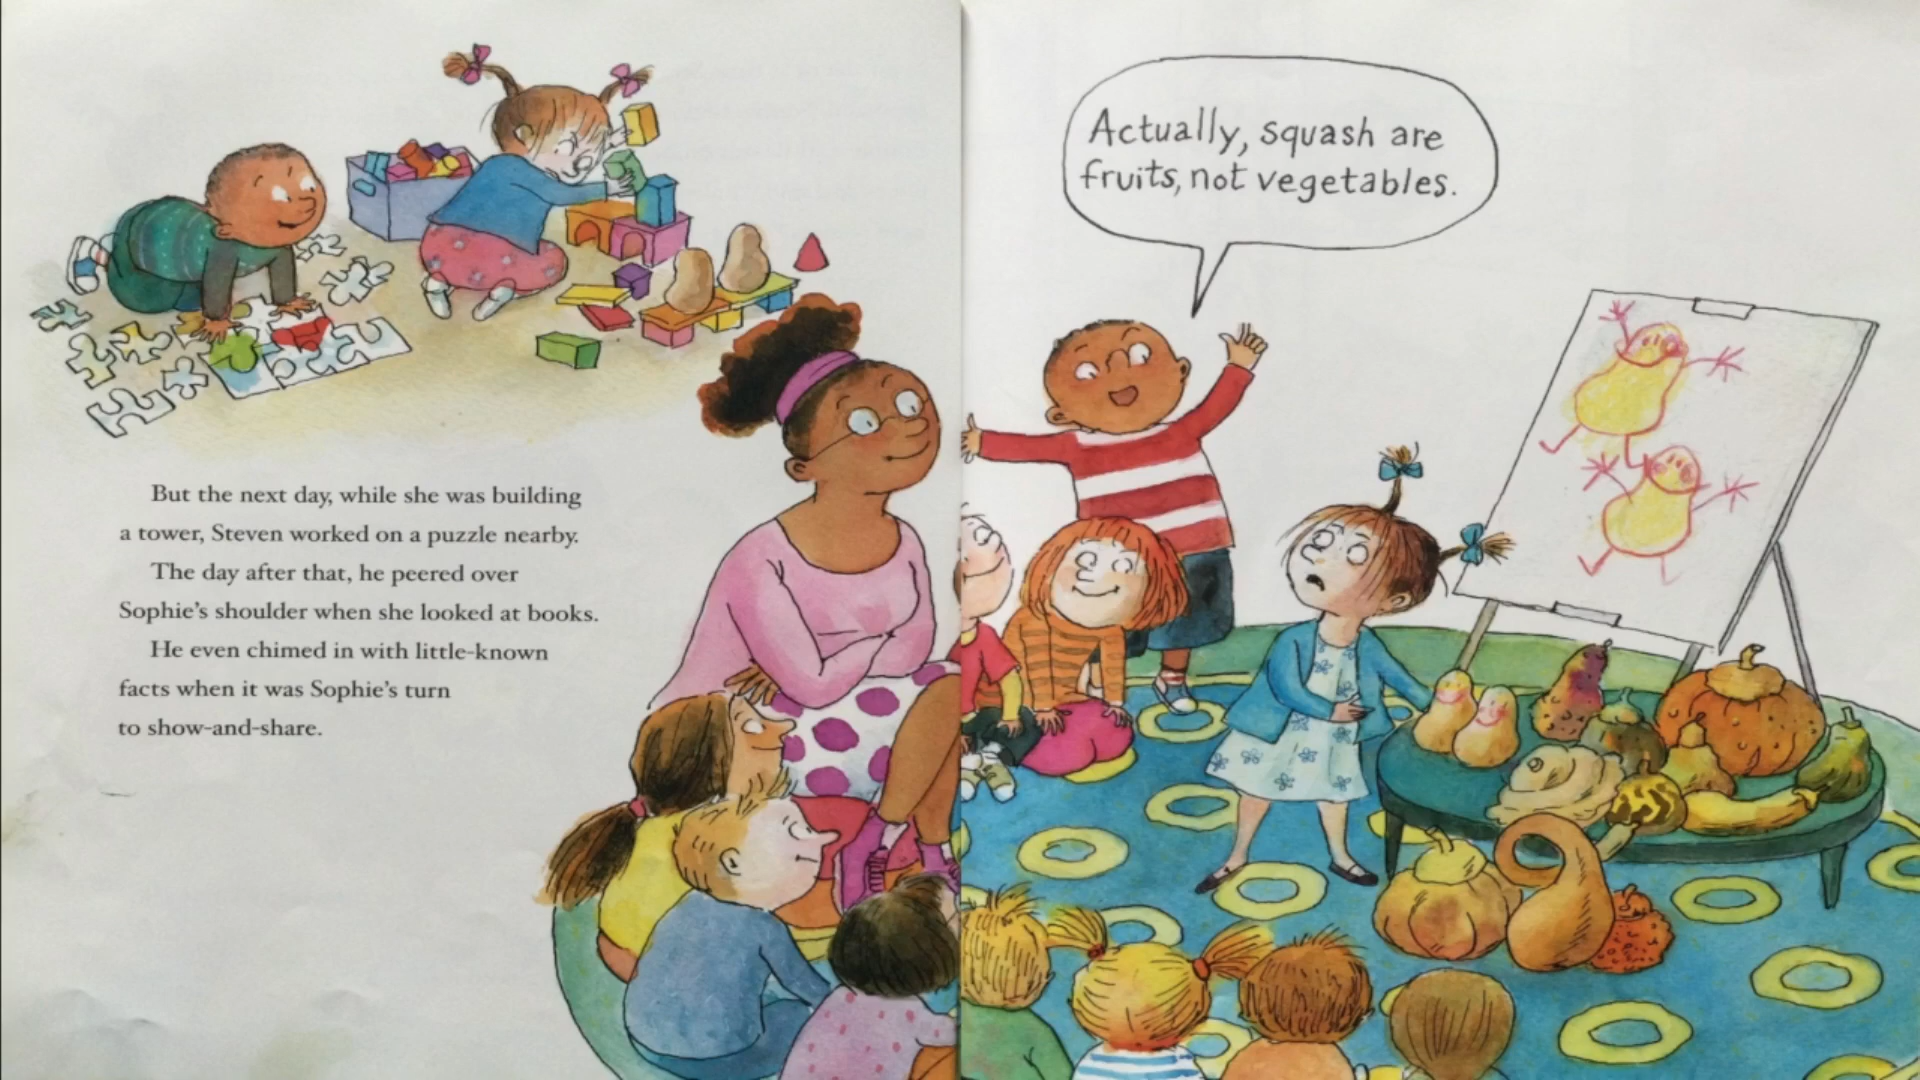 But the next day, while she was building
a tower, Steven worked on a puzzle nearby.
The day after that, he peered over
Sophie's shoulder when she looked at books.
He even chimed in with little-known
facts when it was Sophie's turn
to show-and-share.
Actually, squash are
fruits, not vegetables.